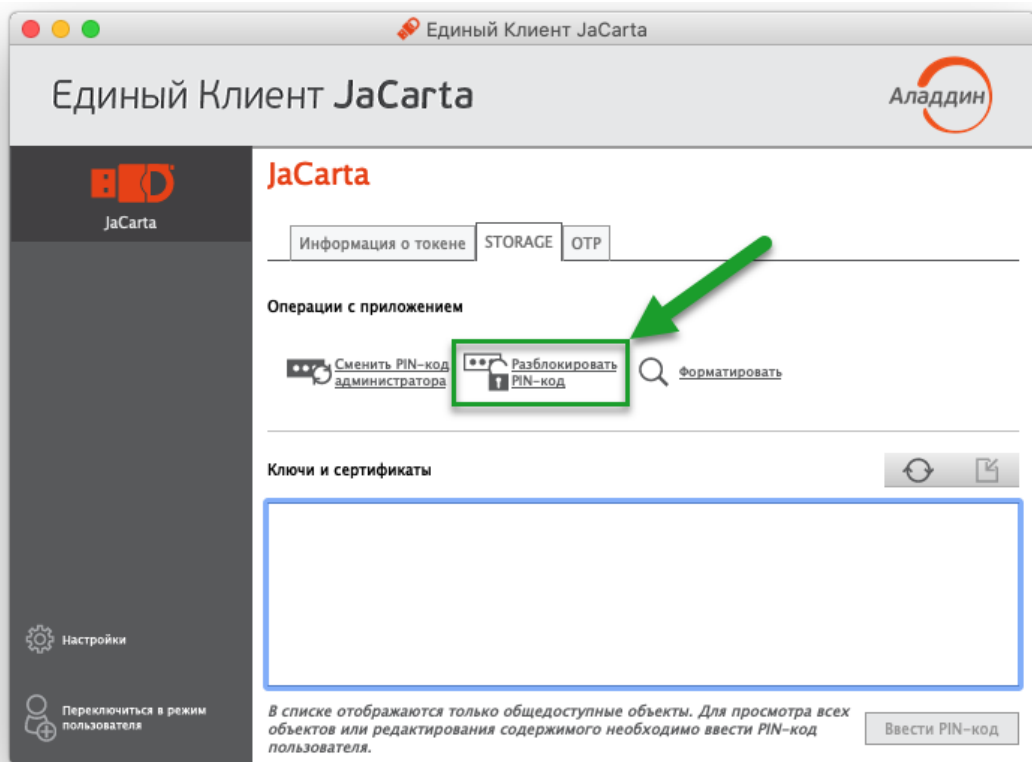 Единый Клиент JaCarta
Единый Клиент JaCarta
Аладдин
JaCarta
JaCarta
Информация о токене
STORAGE
OTP
Операции с приложением
Сменить PIN-код
администратора
Разблокировать
PIN-код
Форматировать
Ключи и сертификаты
Настройки
Переключиться в режим
пользователя
В списке отображаются только общедоступные объекты. Для просмотра всех
объектов или редактирования содержимого необходимо ввести PIN-код
пользователя.
Ввести PIN-код